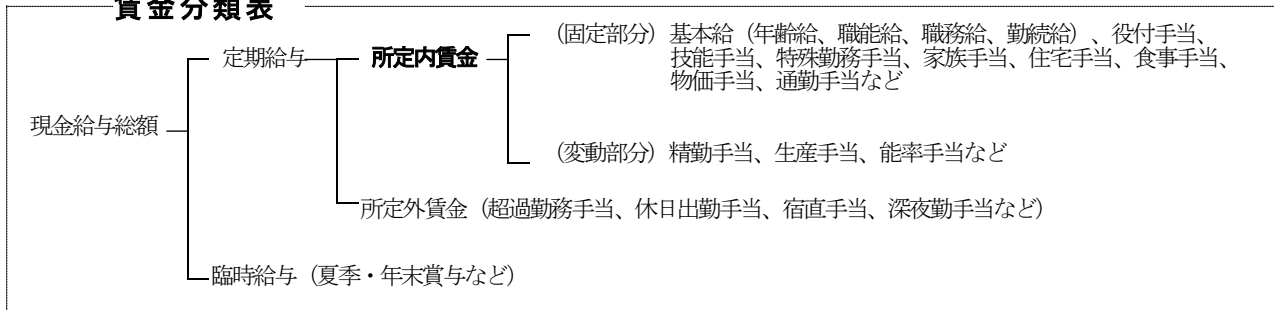 賃金分類表
(固定部分) 基本給(年齢給、職能給、職務給、勤続給)、役付手当、
定期給与 所定内賃金 技能手当、特殊勤務手当、家族手当、住宅手当、食事手当、
物価手当、通勤手当など
現金給与総額
(変動部分) 精勤手当、生産手当、能率手当など
所定外賃金(超過勤務手当、休日出勤手当、宿直手当、深夜勤手当など)
臨時給与(夏季・年末賞与など)